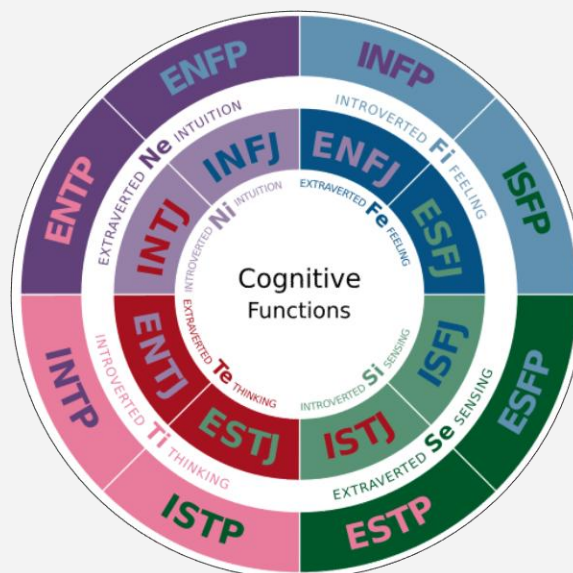 ENFP
INFP
ISFP
ESFP
ESTP
ISTP
INTP
ENTP
EXTRAVERTED Ne INTUITION
INTROVERTED Fi FEELING
EXTRAVERTED Se SENSING
INTROVERTED Ti THINKING
INFJ
ENFJ
ESFJ
ISFJ
ISTJ
ESTJ
ENTJ
INTJ
INTROVERTED Ni INTUITION
EXTRAVERTED Fe FEELING
INTROVERTED Si SENSING
EXTRAVERTED Te THINKING
Cognitive
Functions